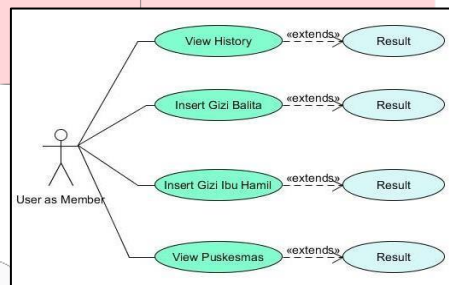 View History
«extends»
Result
Insert Gizi Balita
«extends»
Result
User as Member
Insert Gizi Ibu Hamil
«extends»
Result
View Puskesmas
«extends»
Result